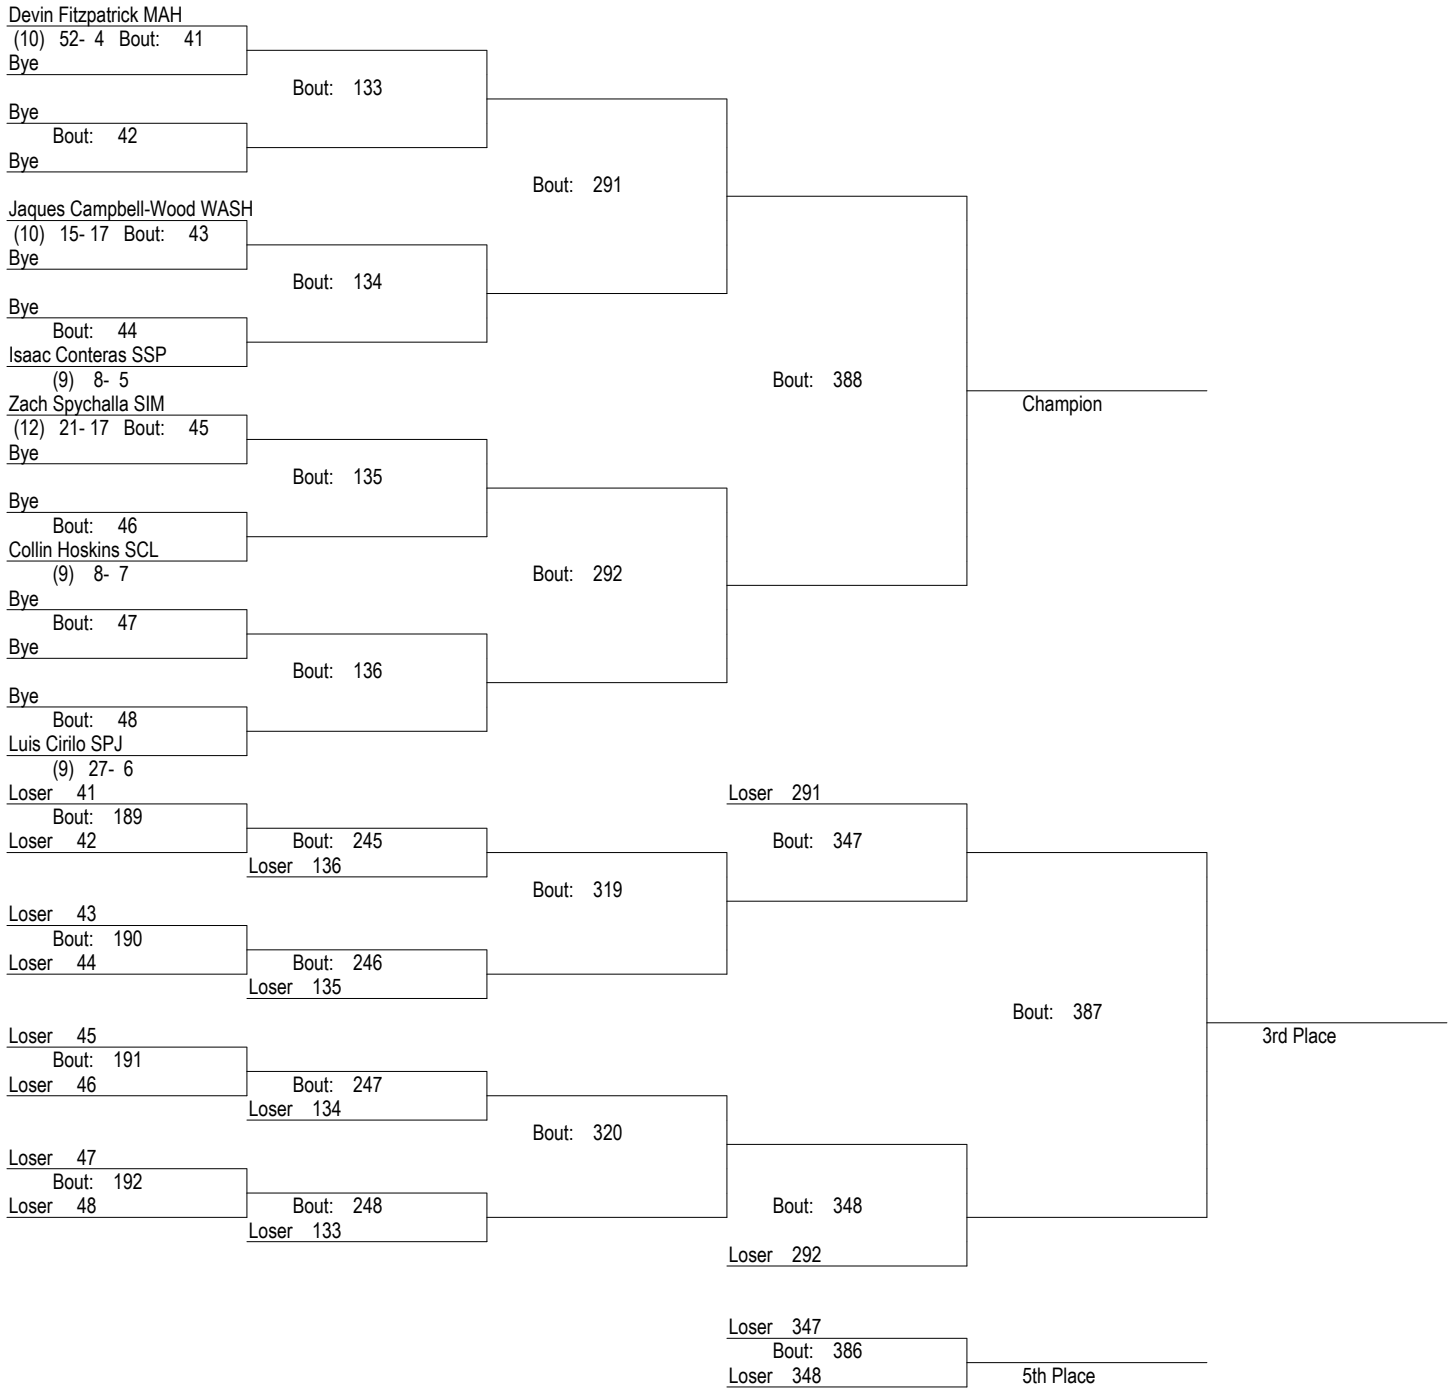 Devin Fitzpatrick MAH
(10) 52- 4 Bout: 41
Bye
Bout: 133
Bye
Bout: 42
Bye
Bout: 291
Jaques Campbell-Wood WASH
(10) 15- 17 Bout: 43
Bye
Bout: 134
Bye
Bout: 44
Isaac Conteras SSP
(9) 8- 5
Bout: 388
Zach Spychalla SIM
Champion
(12) 21- 17 Bout: 45
Bye
Bout: 135
Bye
Bout: 46
Collin Hoskins SCL
(9) 8- 7
Bout: 292
Bye
Bout: 47
Bye
Bout: 136
Bye
Bout: 48
Luis Cirilo SPJ
(9) 27- 6
Loser 41
Loser 291
Bout: 189
Loser 42
Bout: 245
Bout: 347
Loser 136
Bout: 319
Loser 43
Bout: 190
Loser 44
Bout: 246
Loser 135
Bout: 387
Loser 45
3rd Place
Bout: 191
Loser 46
Bout: 247
Loser 134
Bout: 320
Loser 47
Bout: 192
Loser 48
Bout: 248
Bout: 348
Loser 133
Loser 292
Loser 347
Bout: 386
Loser 348
5th Place